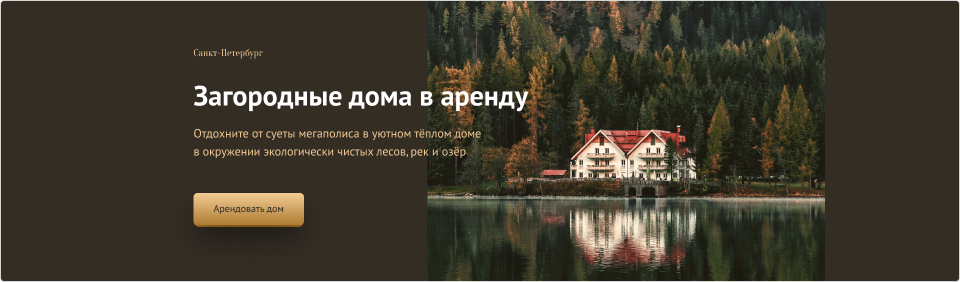 Санкт-Петербург
Загородные дома в аренду
Отдохните от суеты мегаполиса в уютном тёплом доме
в окружении экологически чистых лесов, рек и озёр
Арендовать дом